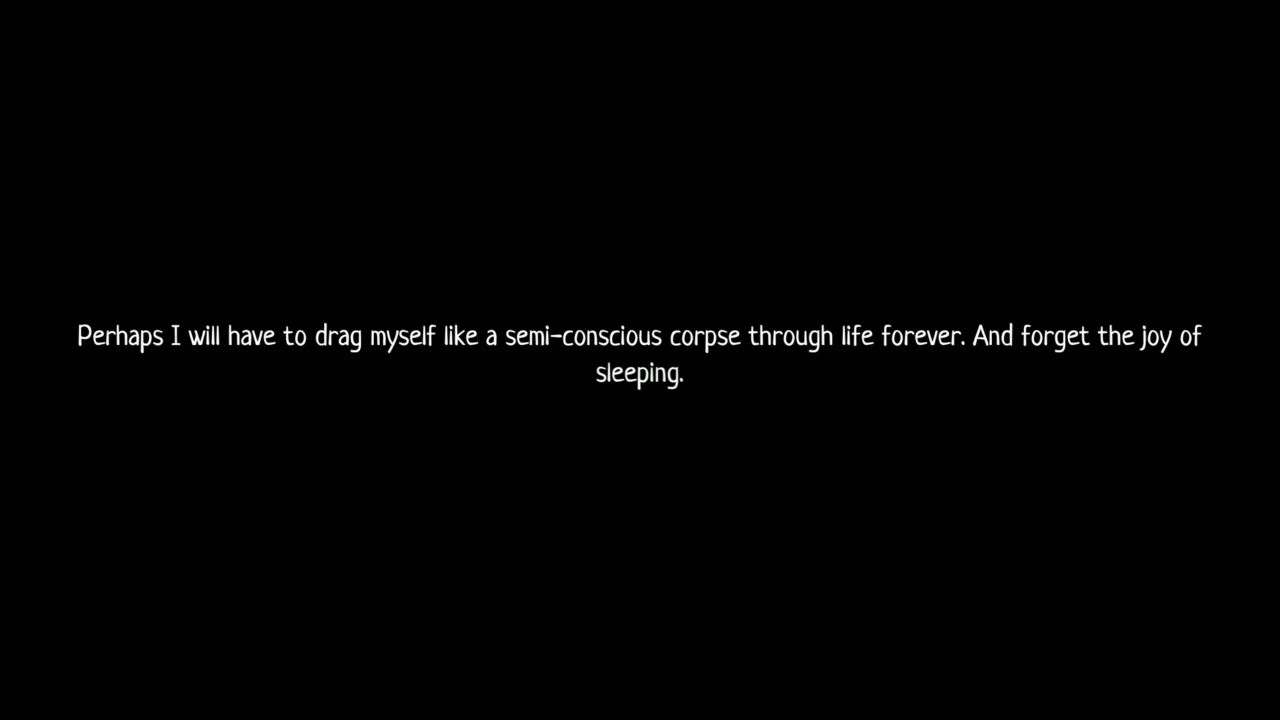 Perhaps I will have to drag myself like a semi-conscious corpse through life forever. And forget the joy of
sleeping.